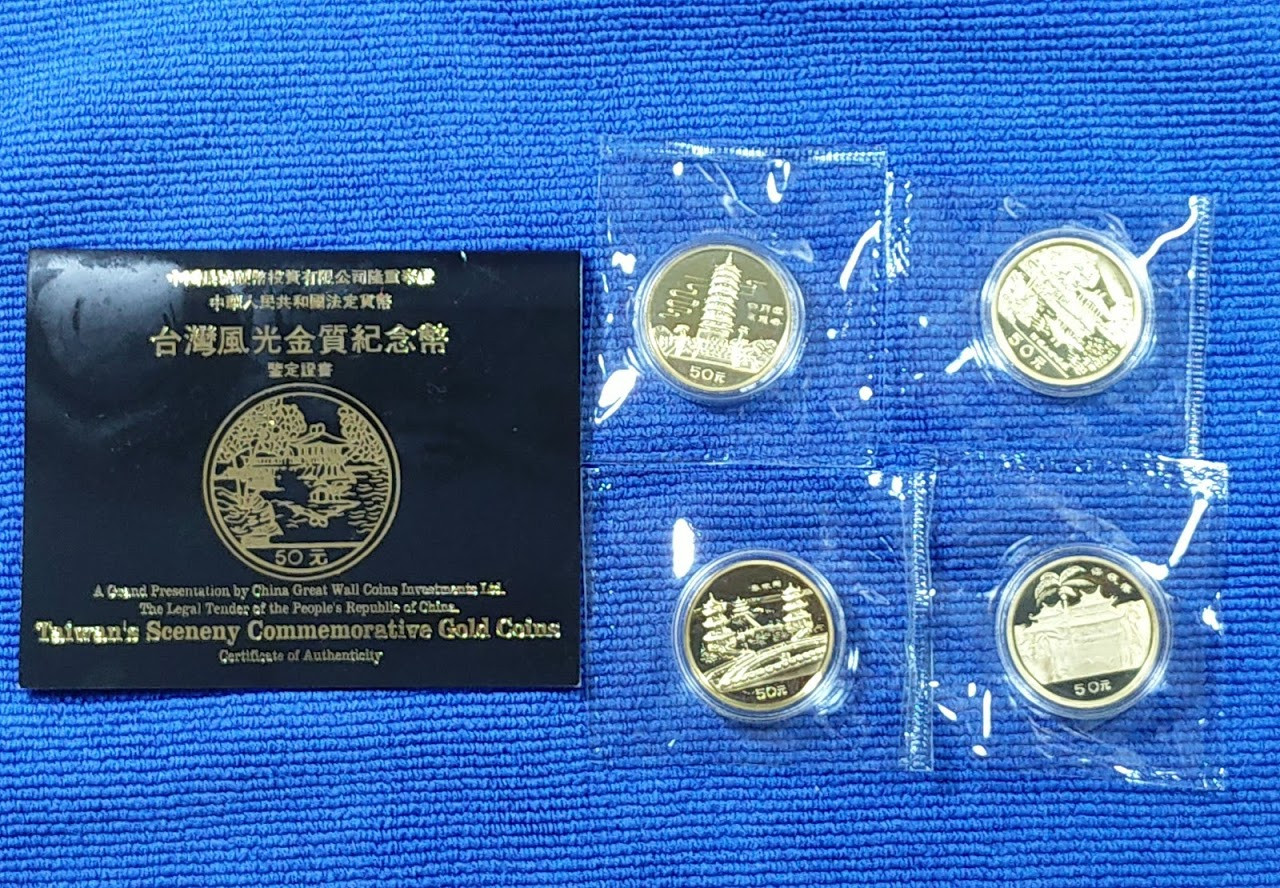 中國長城硬幣投資有限公司隆重奉獻
中華人民共和國法定貨幣
台灣風光金質紀念幣
鑒定證書
50元
A Grand Presentation by China Great Wall Coins Investments Ltd.
The Legal Tender of the People's Republic of China.
Taiwan's Sceneny Commemorative Gold Coins
Certificate of Authenticity
50元
50元
50元
50元